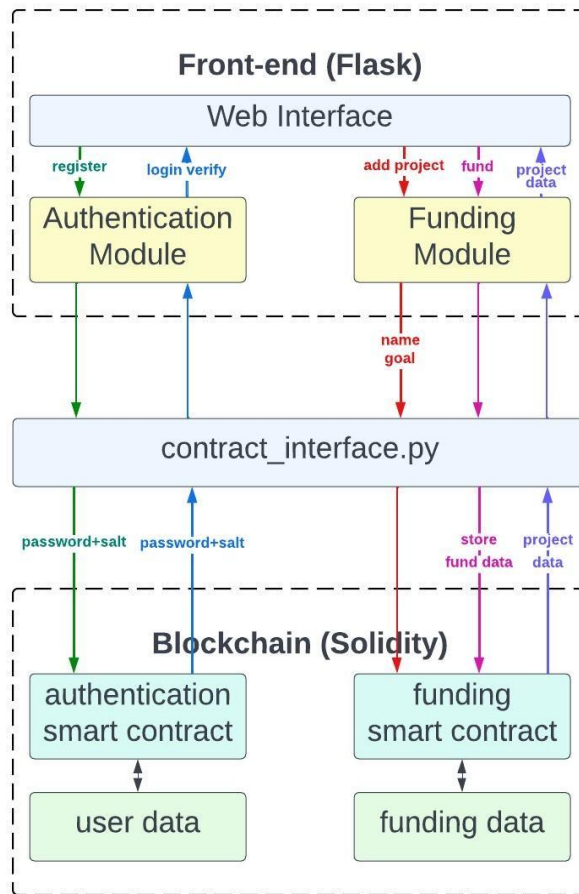 Front-end (Flask)
Web Interface
register
login verify
add project
fund
project
data
Authentication
Module
Funding
Module
name
goal
contract_interface.py
password+salt
password+salt
store
fund data
project
data
Blockchain (Solidity)
authentication
smart contract
funding
smart contract
user data
funding data